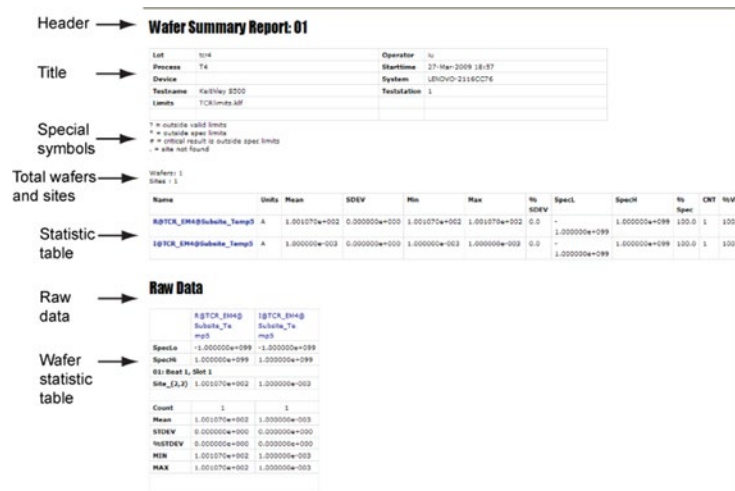 Header
Wafer Summary Report: 01
Title
Lot tcr4 Operator
Process T4 Starttime 27-Mar-2009 18:57
Device System LENOVO-2116CC76
Testname Keithley S500 Teststation 1
Limits TCRlimits.klf
Special symbols
? = outside valid limits
* = outside spec limits
# = critical result is outside spec limits
. = site not found
Total wafers and sites
Wafers: 1
Sites : 1
Statistic table
Name Units Mean SDEV Min Max % SDEV SpecL SpecH % Spec CNT
R@TCR_EM4@Subsite_Temp5 A 1.001070e+002 0.000000e+000 1.001070e+002 1.001070e+002 0.0 -1.000000e+099 1.000000e+099 100.0 1 100
I@TCR_EM4@Subsite_Temp5 A 1.000000e-003 0.000000e+000 1.000000e-003 1.000000e-003 0.0 -1.000000e+099 1.000000e+099 100.0 1 100
Raw data
Raw Data
R@TCR_EM4@Subsite_Temp5 I@TCR_EM4@Subsite_Temp5
SpecLo -1.000000e+099 -1.000000e+099
SpecHi 1.000000e+099 1.000000e+099
Wafer statistic table
01: Boat 1, Slot 1
Site_(2,2) 1.001070e+002 1.000000e-003
Count 1 1
Mean 1.001070e+002 1.000000e-003
STDEV 0.000000e+000 0.000000e+000
%STDEV 0.000000e+000 0.000000e+000
MIN 1.001070e+002 1.000000e-003
MAX 1.001070e+002 1.000000e-003